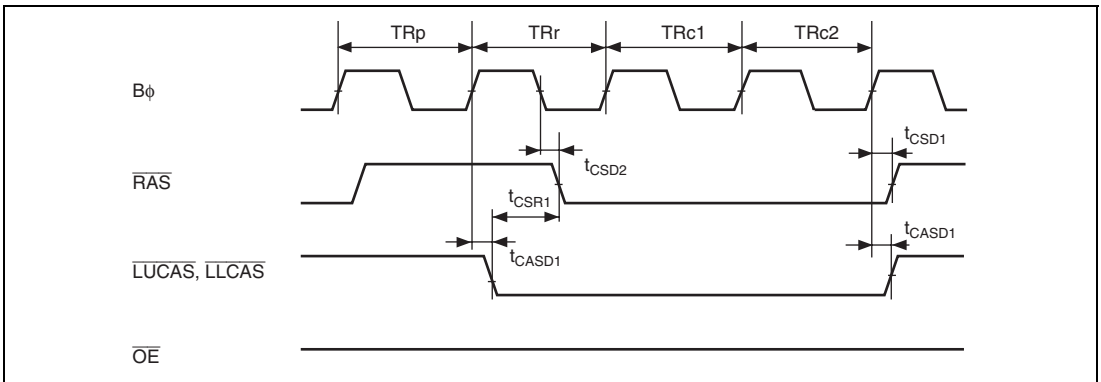 TRp TRr TRc1 TRc2
Bϕ
tCSD1
tCSD2
RAS
tCSR1
tCASD1
tCASD1
LUCAS, LLCAS
OE